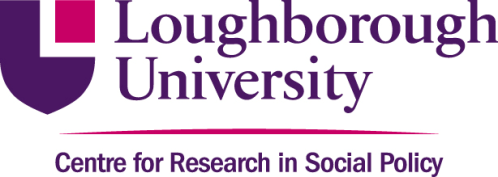 Loughborough
University
Centre for Research in Social Policy